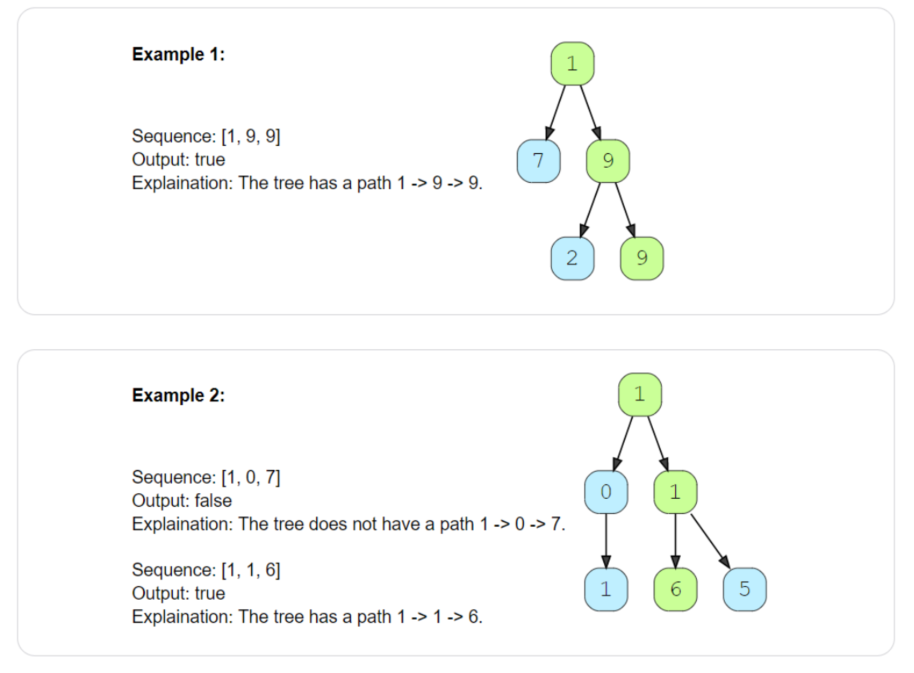 Example 1:
1
Sequence: [1, 9, 9]
Output: true
7 9
Explaination: The tree has a path 1 -> 9 -> 9.
2 9
Example 2:
1
Sequence: [1, 0, 7]
Output: false
0 1
Explaination: The tree does not have a path 1 -> 0 -> 7.
Sequence: [1, 1, 6]
Output: true
1 6 5
Explaination: The tree has a path 1 -> 1 -> 6.